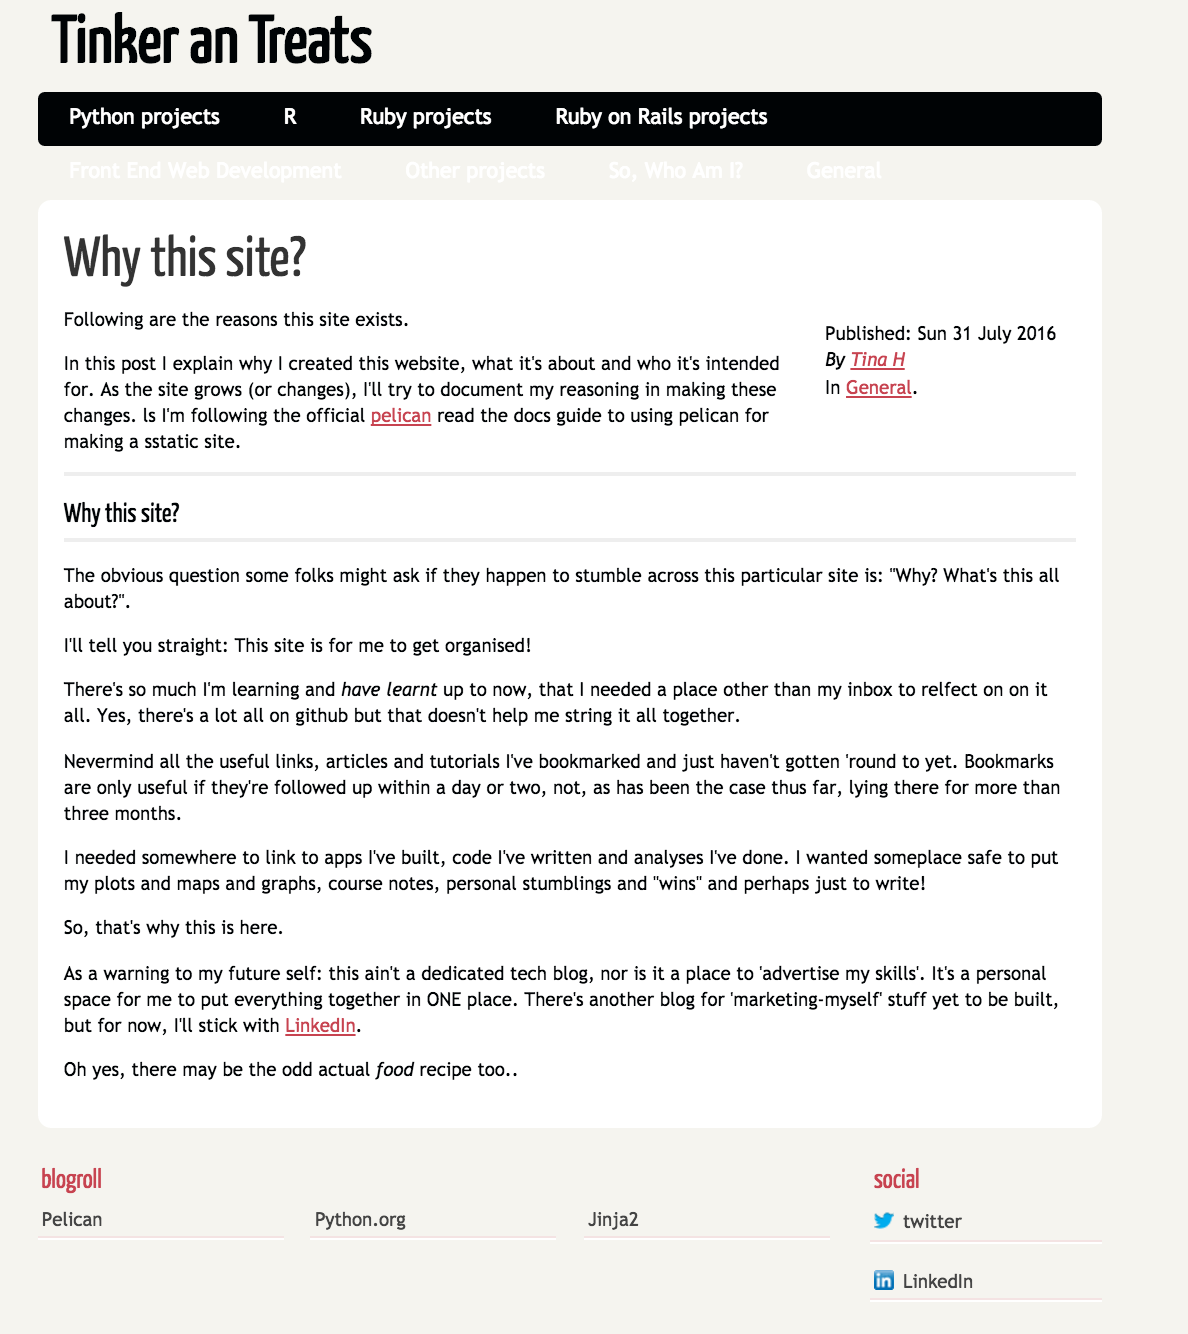 Tinker an Treats
Python projects R Ruby projects Ruby on Rails projects
Front End Web Development Other projects So, Who Am I? General
Why this site?
Following are the reasons this site exists.
Published: Sun 31 July 2016
By Tina H
In General.
In this post I explain why I created this website, what it's about and who it's intended
for. As the site grows (or changes), I'll try to document my reasoning in making these
changes. ls I'm following the official pelican read the docs guide to using pelican for
making a sstatic site.
Why this site?
The obvious question some folks might ask if they happen to stumble across this particular site is: "Why? What's this all
about?".
I'll tell you straight: This site is for me to get organised!
There's so much I'm learning and have learnt up to now, that I needed a place other than my inbox to relfect on on it
all. Yes, there's a lot all on github but that doesn't help me string it all together.
Nevermind all the useful links, articles and tutorials I've bookmarked and just haven't gotten 'round to yet. Bookmarks
are only useful if they're followed up within a day or two, not, as has been the case thus far, lying there for more than
three months.
I needed somewhere to link to apps I've built, code I've written and analyses I've done. I wanted someplace safe to put
my plots and maps and graphs, course notes, personal stumblings and "wins" and perhaps just to write!
So, that's why this is here.
As a warning to my future self: this ain't a dedicated tech blog, nor is it a place to 'advertise my skills'. It's a personal
space for me to put everything together in ONE place. There's another blog for 'marketing-myself' stuff yet to be built,
but for now, I'll stick with LinkedIn.
Oh yes, there may be the odd actual food recipe too..
blogroll
Pelican Python.org Jinja2
social
twitter
in LinkedIn